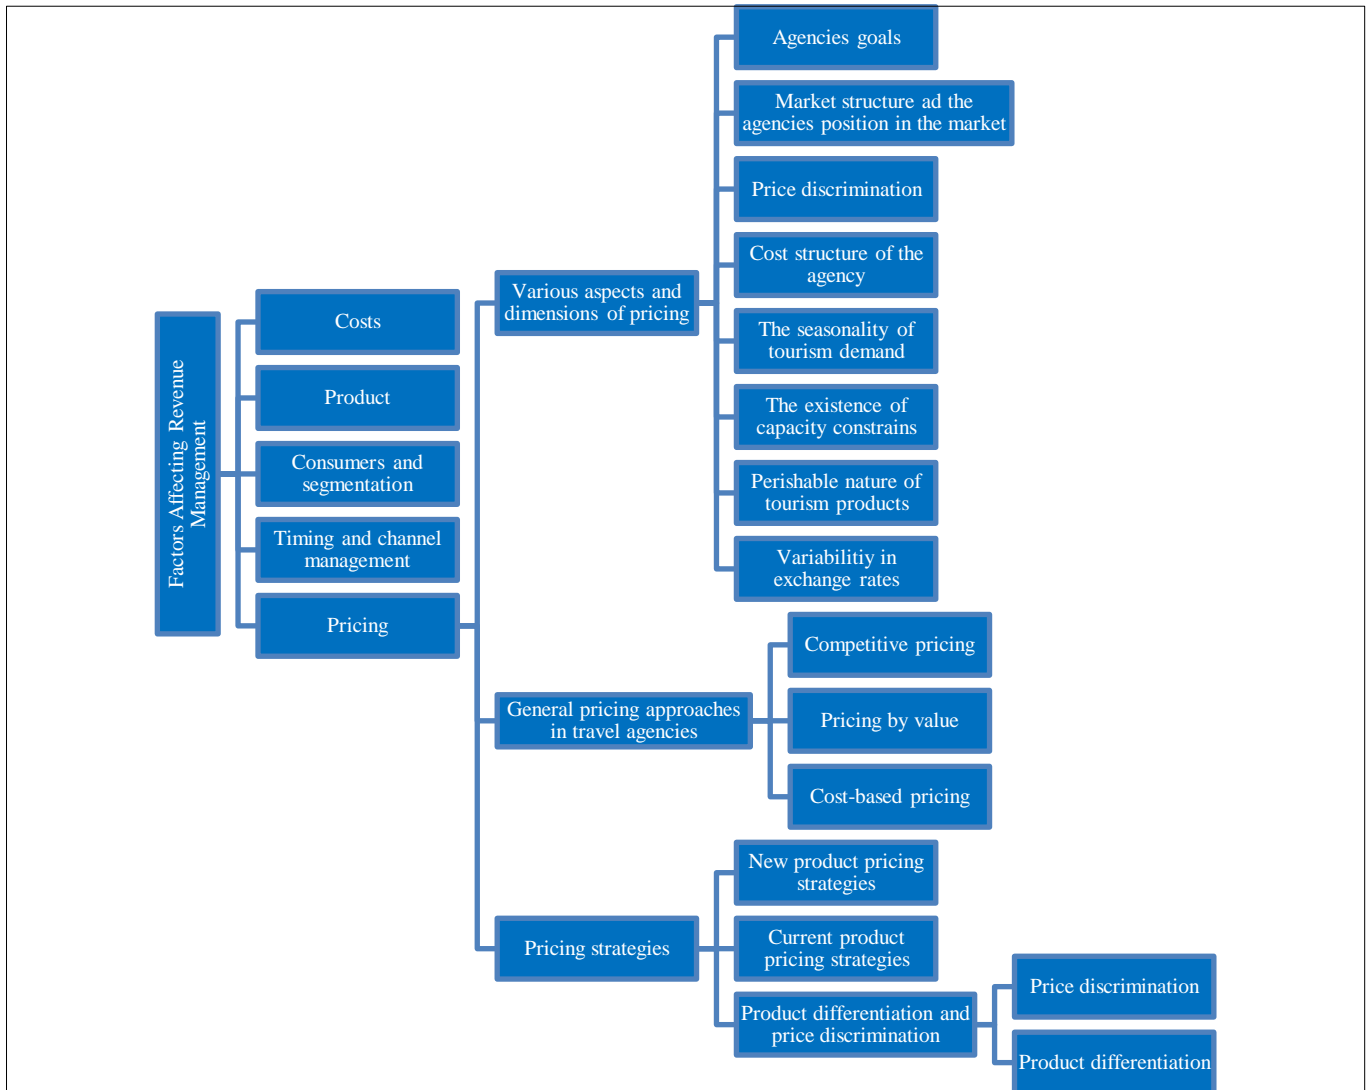 Factors Affecting Revenue
Management
Costs
Product
Consumers and
segmentation
Timing and channel
management
Pricing
Various aspects and
dimensions of pricing
Agencies goals
Market structure ad the
agencies position in the market
Price discrimination
Cost structure of the
agency
The seasonality of
tourism demand
The existence of
capacity constrains
Perishable nature of
tourism products
Variabilitiy in
exchange rates
General pricing approaches
in travel agencies
Competitive pricing
Pricing by value
Cost-based pricing
Pricing strategies
New product pricing
strategies
Current product
pricing strategies
Product differentiation and
price discrimination
Price discrimination
Product differentiation